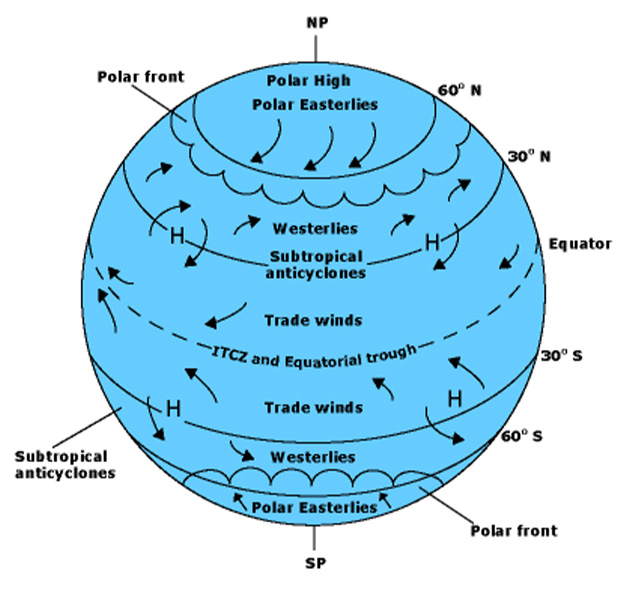 NP
Polar front
Polar High
60° N
Polar Easterlies
30° N
Westerlies
H
H
Equator
Subtropical
anticyclones
Trade winds
ITCZ and Equatorial trough
30° S
H
H
Trade winds
60° S
Subtropical
anticyclones
Westerlies
Polar Easterlies
Polar front
SP